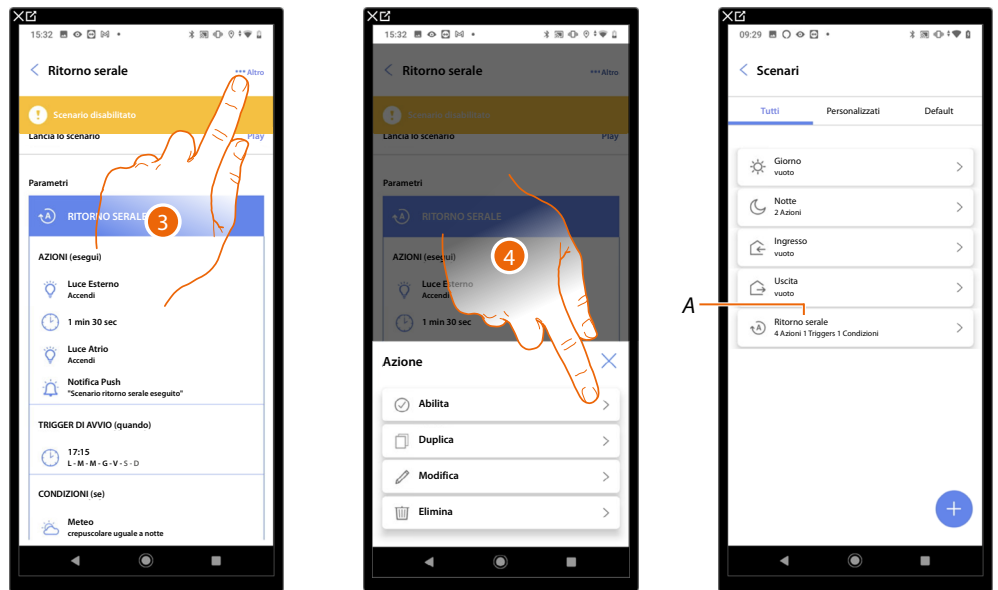 15:32
Ritorno serale
*** Altro
Scenario disabilitato
Lancia lo scenario
Play
Parametri
RITORNO SERALE
3
AZIONI (esegui)
Luce Esterno
Accendi
1 min 30 sec
Luce Atrio
Accendi
Notifica Push
"Scenario ritorno serale eseguito"
TRIGGER DI AVVIO (quando)
17:15
L - M - M - G - V - S - D
CONDIZIONI (se)
Meteo
crepuscolare uguale a notte
15:32
Ritorno serale
*** Altro
Scenario disabilitato
Lancia lo scenario
Play
Parametri
RITORNO SERALE
AZIONI (esegui)
4
Luce Esterno
Accendi
1 min 30 sec
Azione
Abilita
Duplica
Modifica
Elimina
09:29
Scenari
Tutti
Personalizzati
Default
Giorno
vuoto
Notte
2 Azioni
Ingresso
vuoto
Uscita
vuoto
A
Ritorno serale
4 Azioni 1 Triggers 1 Condizioni